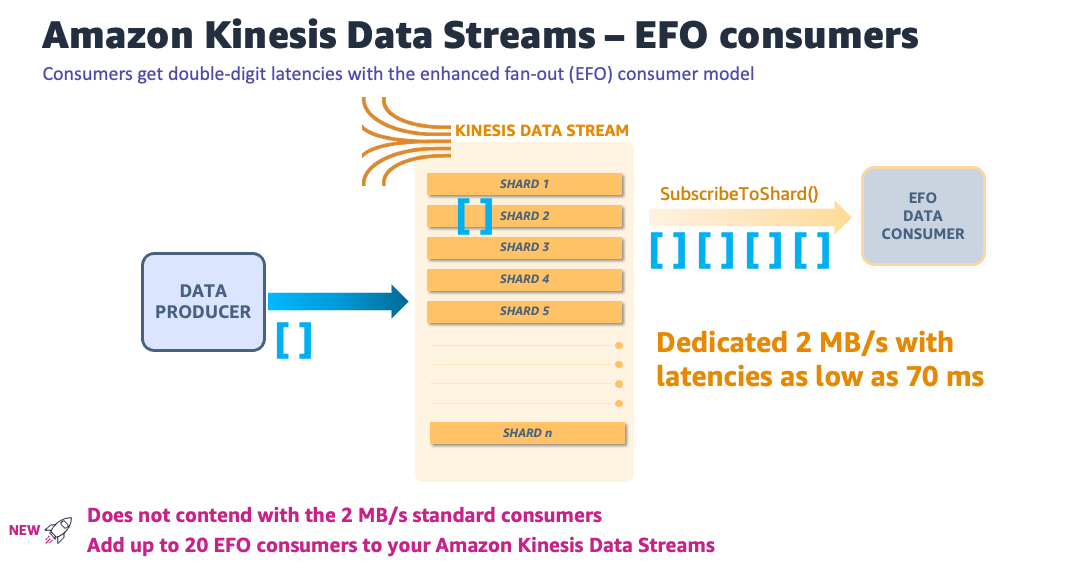 Amazon Kinesis Data Streams – EFO consumers
Consumers get double-digit latencies with the enhanced fan-out (EFO) consumer model
KINESIS DATA STREAM
SHARD 1
[ ] SHARD 2
SHARD 3
SHARD 4
SHARD 5
SHARD n
DATA
PRODUCER
[ ]
SubscribeToShard()
[ ] [ ] [ ] [ ]
EFO
DATA
CONSUMER
Dedicated 2 MB/s with
latencies as low as 70 ms
NEW
Does not contend with the 2 MB/s standard consumers
Add up to 20 EFO consumers to your Amazon Kinesis Data Streams